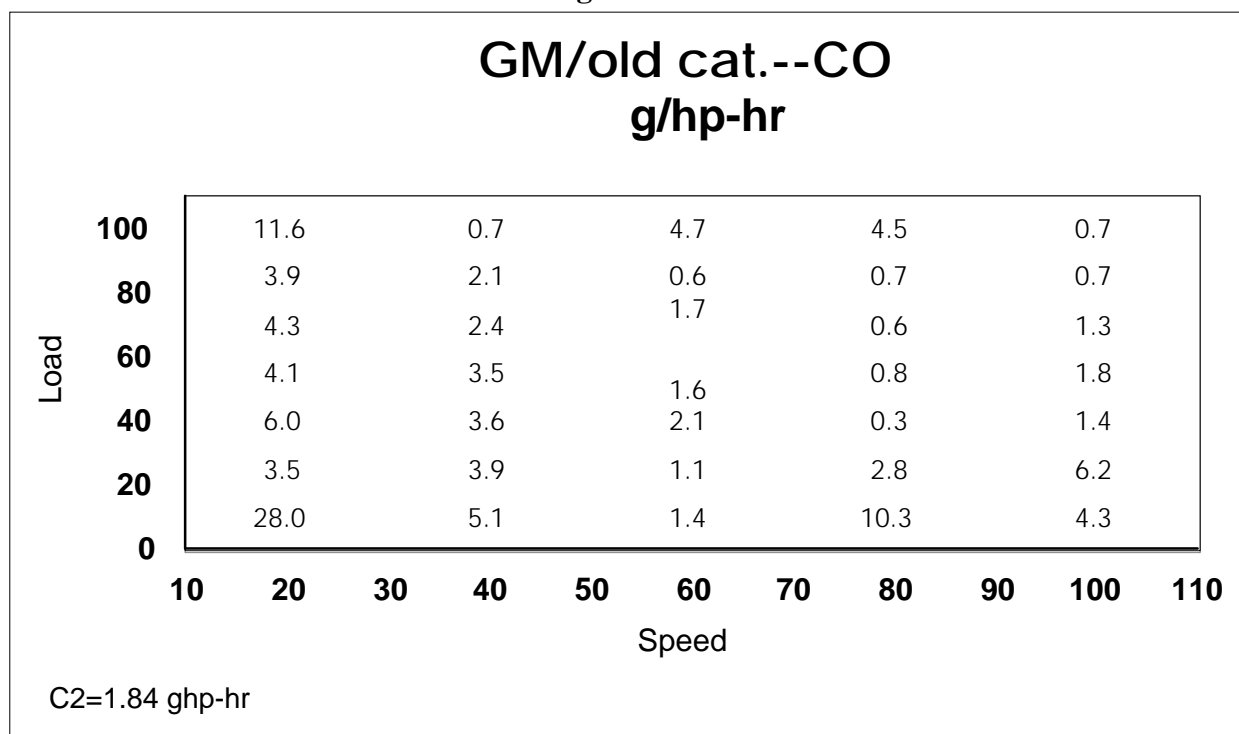 GM/old cat.--CO
g/hp-hr
100 11.6 0.7 4.7 4.5 0.7
3.9 2.1 0.6 0.7 0.7
80
1.7
4.3 2.4 0.6 1.3
60
4.1 3.5 0.8 1.8
1.6
40 6.0 3.6 2.1 0.3 1.4
3.5 3.9 1.1 2.8 6.2
20
28.0 5.1 1.4 10.3 4.3
0
Load
10 20 30 40 50 60 70 80 90 100 110
Speed
C2=1.84 ghp-hr